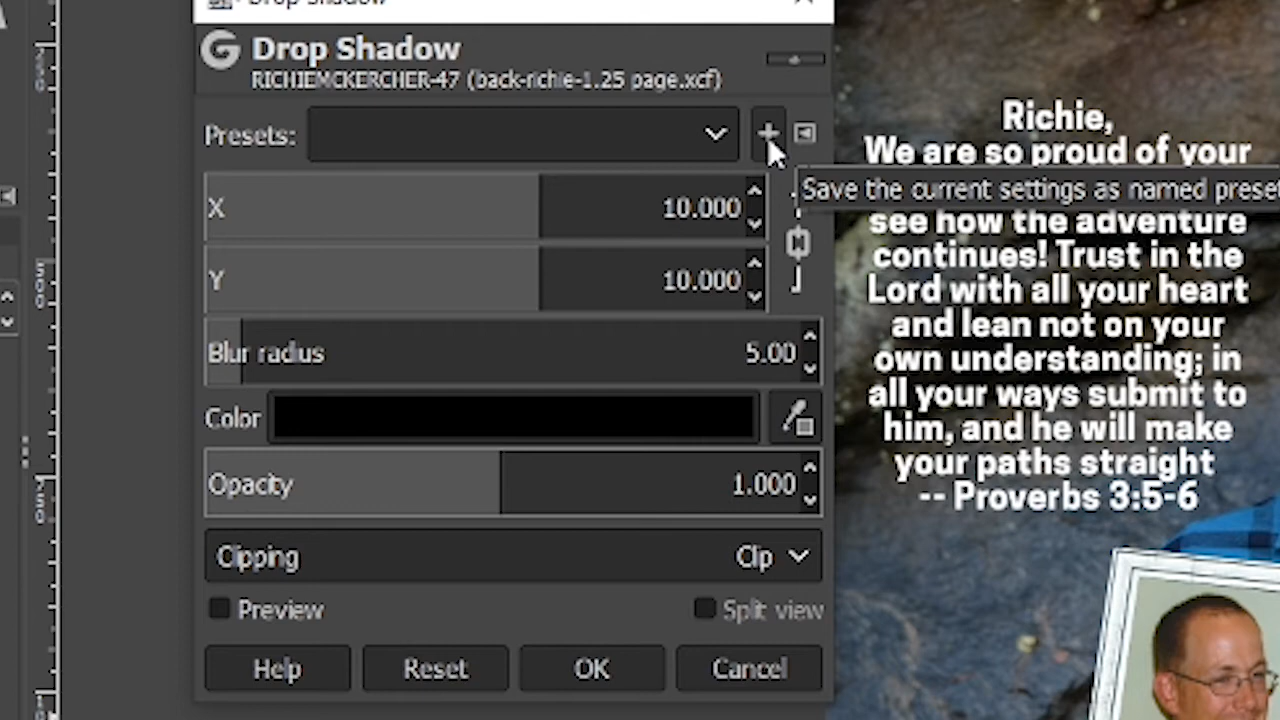 Drop Shadow
Drop Shadow
RICHIEMCKERCHER-47 (back-richie-1.25 page.xcf)
Presets:
Save the current settings as named preset
X 10.000
Y 10.000
Blur radius 5.00
Color
Opacity 1.000
Clipping Clip
Preview Split view
Help Reset OK Cancel
Richie,
We are so proud of your
see how the adventure
continues! Trust in the
Lord with all your heart
and lean not on your
own understanding; in
all your ways submit to
him, and he will make
your paths straight
-- Proverbs 3:5-6
500
750